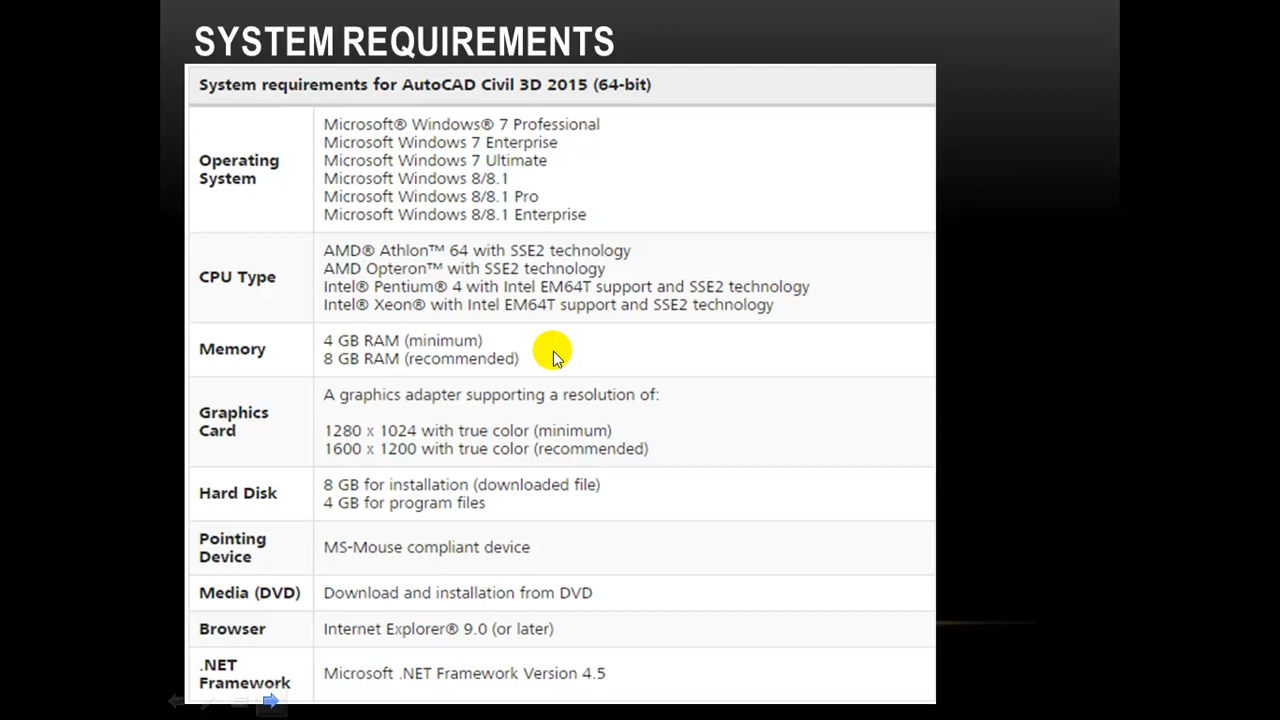 SYSTEM REQUIREMENTS
System requirements for AutoCAD Civil 3D 2015 (64-bit)
Operating
System
Microsoft® Windows® 7 Professional
Microsoft Windows 7 Enterprise
Microsoft Windows 7 Ultimate
Microsoft Windows 8/8.1
Microsoft Windows 8/8.1 Pro
Microsoft Windows 8/8.1 Enterprise
CPU Type
AMD® Athlon™ 64 with SSE2 technology
AMD Opteron™ with SSE2 technology
Intel® Pentium® 4 with Intel EM64T support and SSE2 technology
Intel® Xeon® with Intel EM64T support and SSE2 technology
Memory
4 GB RAM (minimum)
8 GB RAM (recommended)
Graphics
Card
A graphics adapter supporting a resolution of:
1280 x 1024 with true color (minimum)
1600 x 1200 with true color (recommended)
Hard Disk
8 GB for installation (downloaded file)
4 GB for program files
Pointing
Device
MS-Mouse compliant device
Media (DVD)
Download and installation from DVD
Browser
Internet Explorer® 9.0 (or later)
.NET
Framework
Microsoft .NET Framework Version 4.5